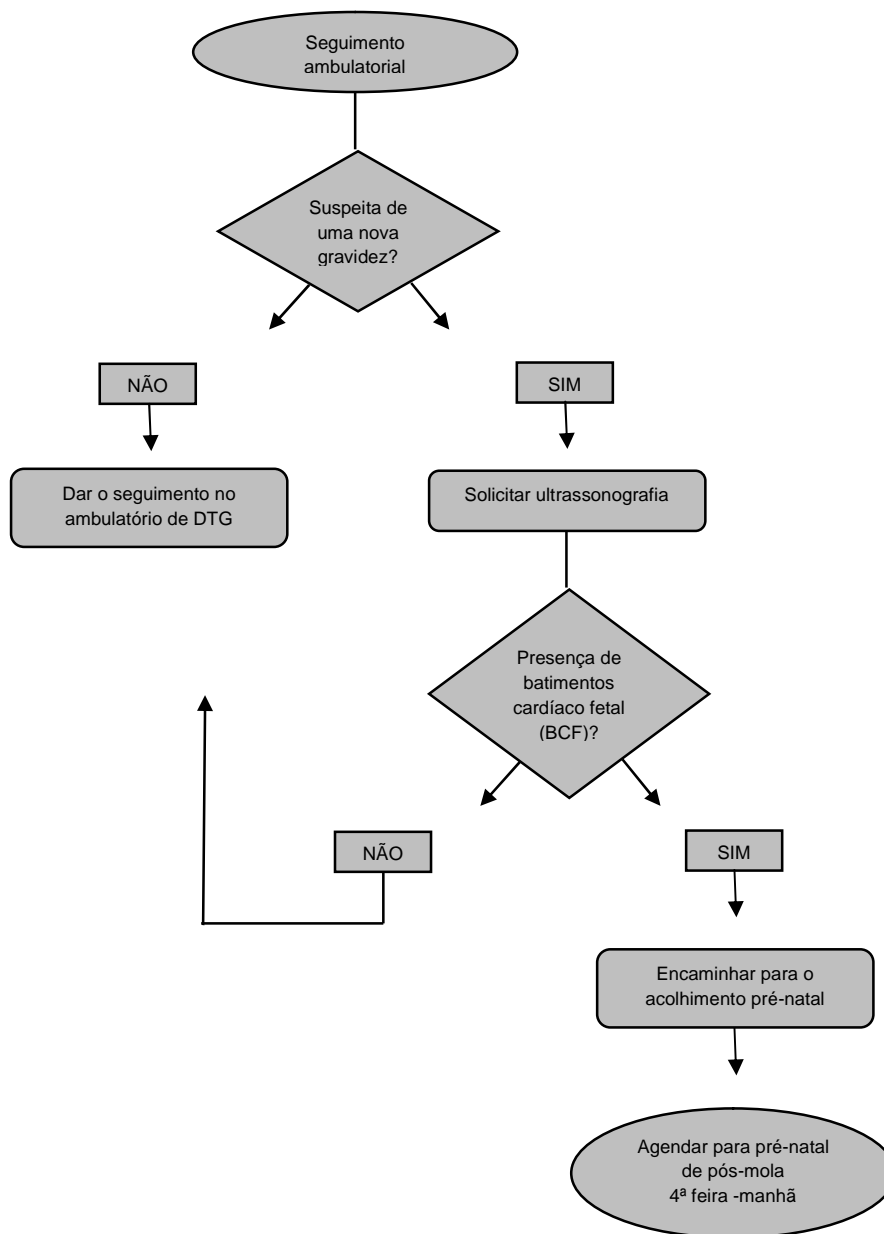 Seguimento
ambulatorial
Suspeita de
uma nova
gravidez?
NÃO
SIM
Dar o seguimento no
ambulatório de DTG
Solicitar ultrassonografia
Presença de
batimentos
cardíaco fetal
(BCF)?
NÃO
SIM
Encaminhar para o
acolhimento pré-natal
Agendar para pré-natal
de pós-mola
4ª feira -manhã